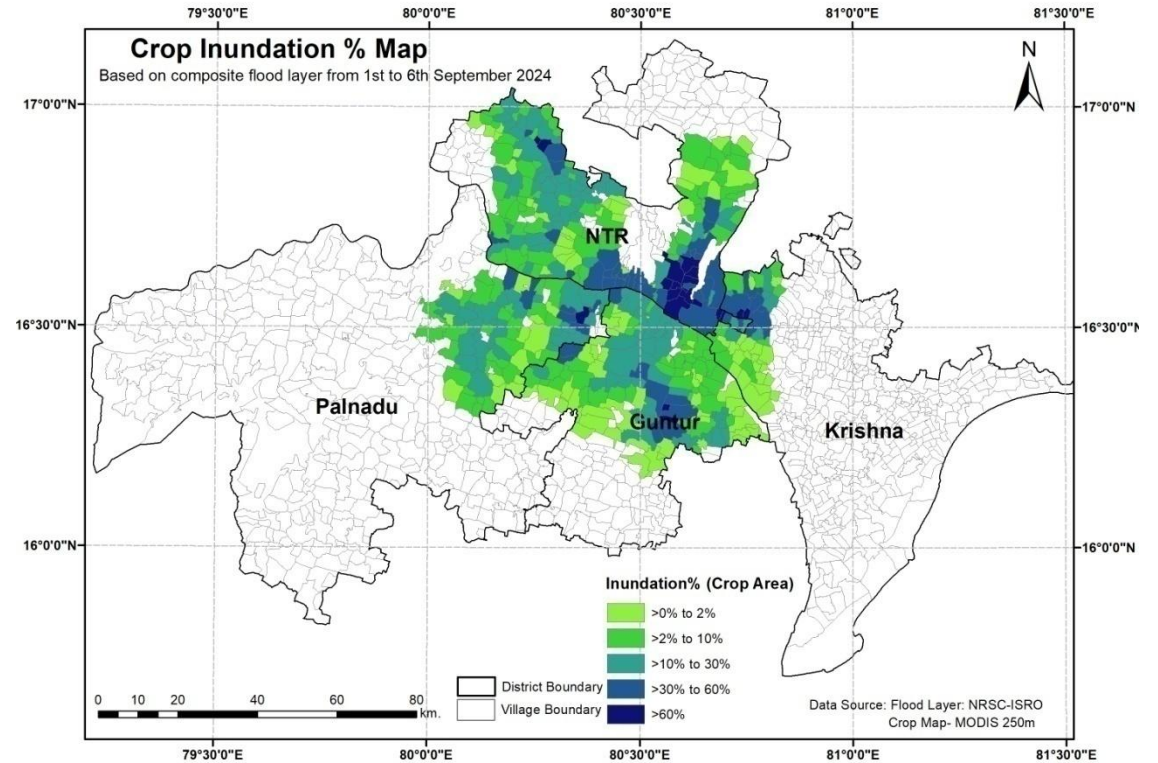 79°30'0"E 80°0'0"E 80°30'0"E 81°0'0"E 81°30'0"E
Crop Inundation % Map
Based on composite flood layer from 1st to 6th September 2024
N
17°0'0"N 17°0'0"N
NTR
16°30'0"N 16°30'0"N
Palnadu
Guntur
Krishna
16°0'0"N 16°0'0"N
Inundation% (Crop Area)
>0% to 2%
>2% to 10%
>10% to 30%
>30% to 60%
>60%
District Boundary
Village Boundary
0 10 20 40 60 80
km.
Data Source: Flood Layer: NRSC-ISRO
Crop Map- MODIS 250m
79°30'0"E 80°0'0"E 80°30'0"E 81°0'0"E 81°30'0"E